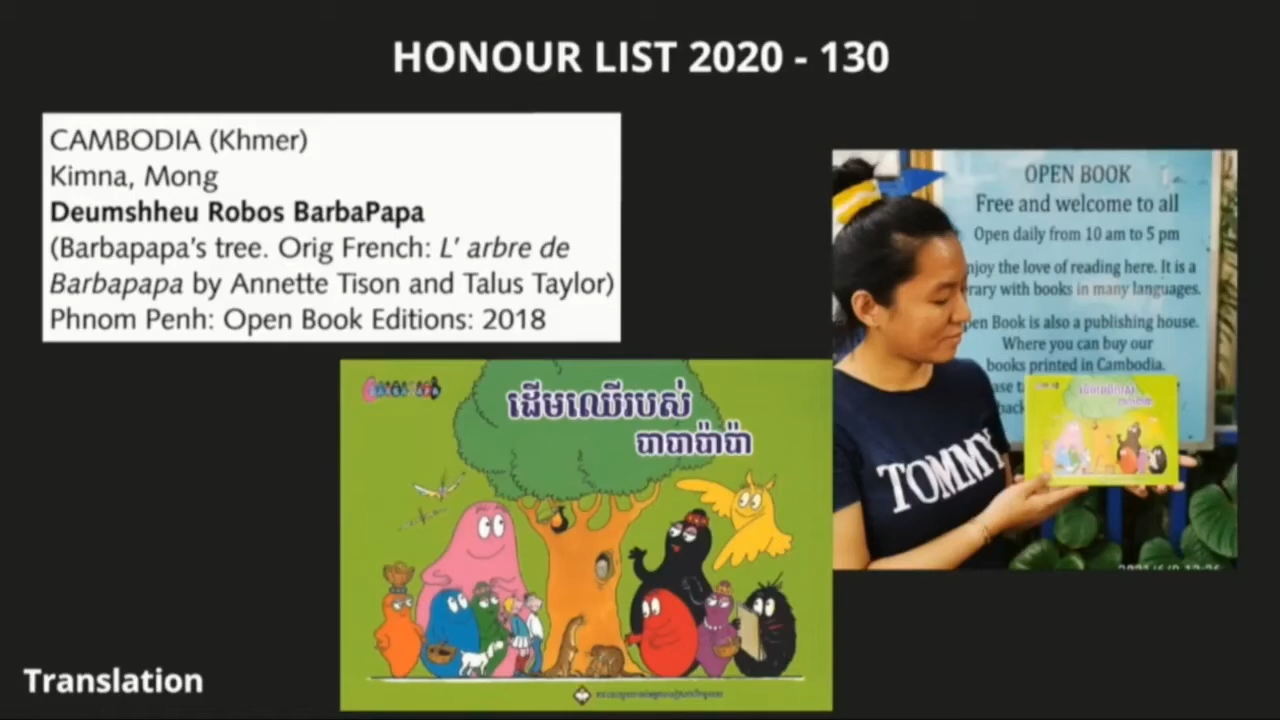 HONOUR LIST 2020 - 130
CAMBODIA (Khmer)
Kimna, Mong
Deumshheu Robos BarbaPapa
(Barbapapa's tree. Orig French: L' arbre de
Barbapapa by Annette Tison and Talus Taylor)
Phnom Penh: Open Book Editions: 2018
OPEN BOOK
Free and welcome to all
Open daily from 10 am to 5 pm
njoy the love of reading here. It is a
rary with books in many languages.
pen Book is also a publishing house.
Where you can buy our
books printed in Cambodia.
TOMMY
ដើមឈើរបស់
បាបាប៉ាប៉ា
Translation